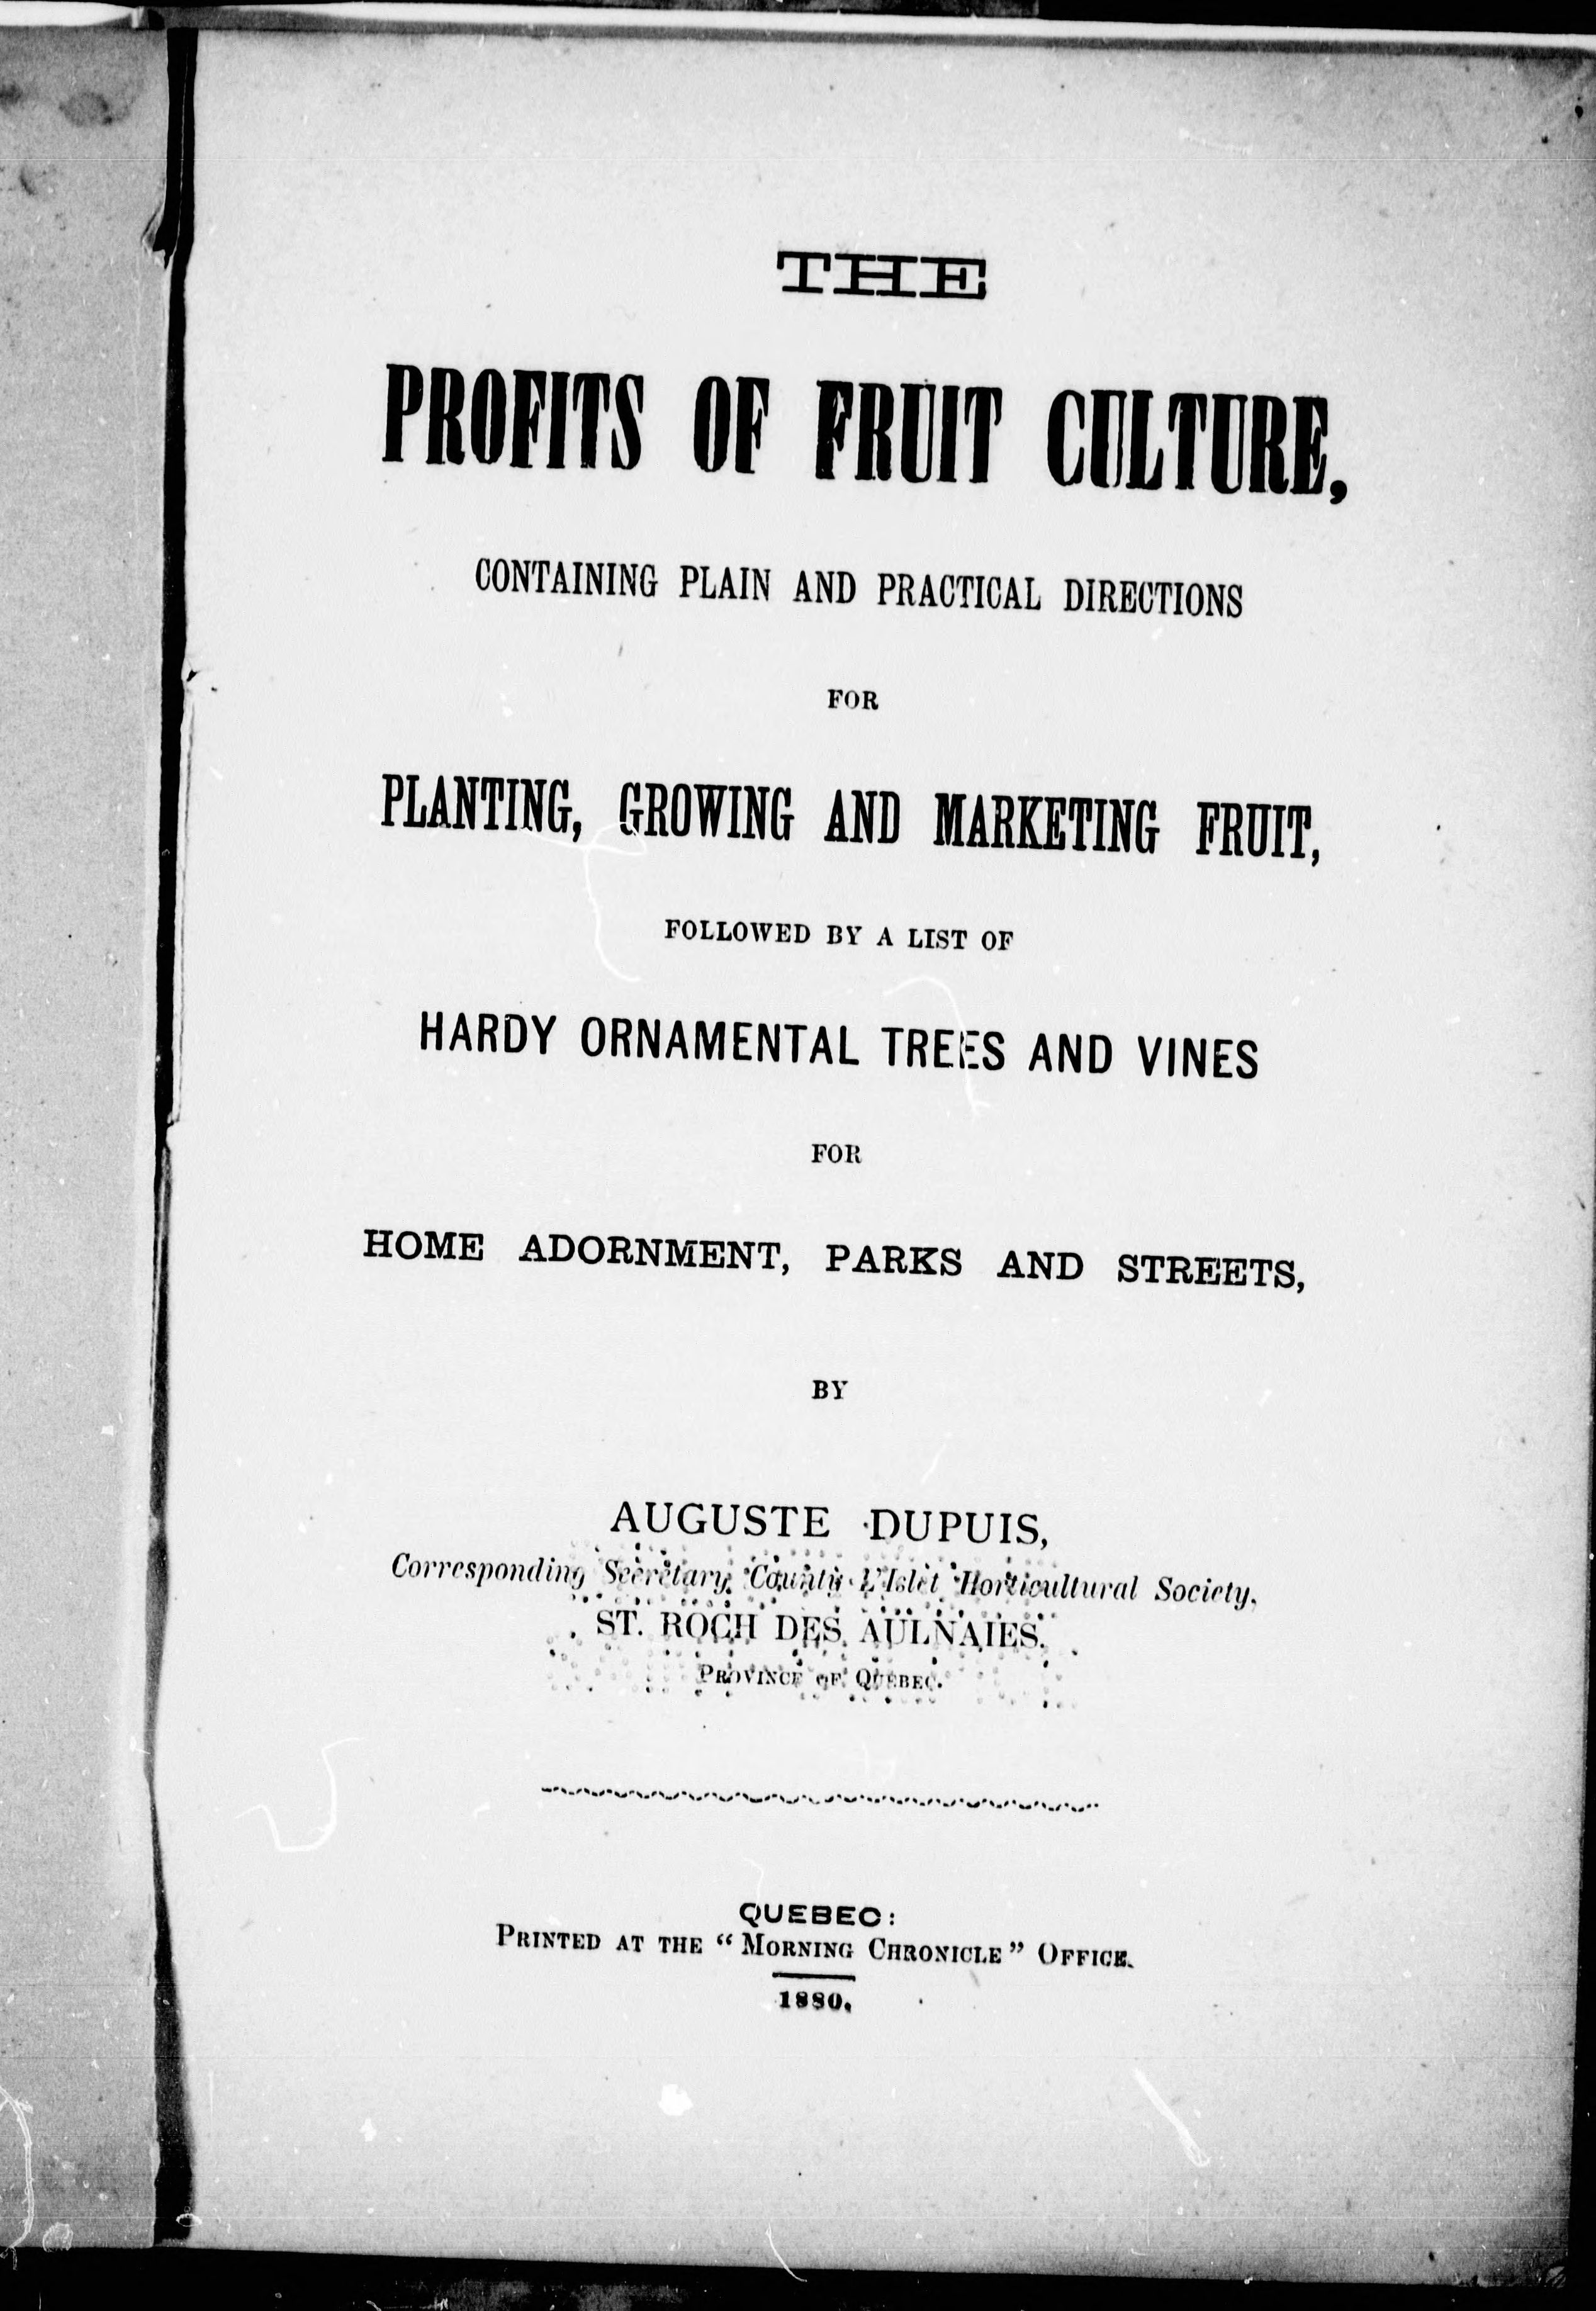 THE
PROFITS OF FRUIT CULTURE,
CONTAINING PLAIN AND PRACTICAL DIRECTIONS
FOR
PLANTING, GROWING AND MARKETING FRUIT,
FOLLOWED BY A LIST OF
HARDY ORNAMENTAL TREES AND VINES
FOR
HOME ADORNMENT, PARKS AND STREETS,
BY
AUGUSTE DUPUIS,
Corresponding Secretary County L'Islet Horticultural Society,
ST. ROCH DES AULNAIES.
PROVINCE OF QUEBEC.
QUEBEC:
PRINTED AT THE “MORNING CHRONICLE” OFFICE.
1880.